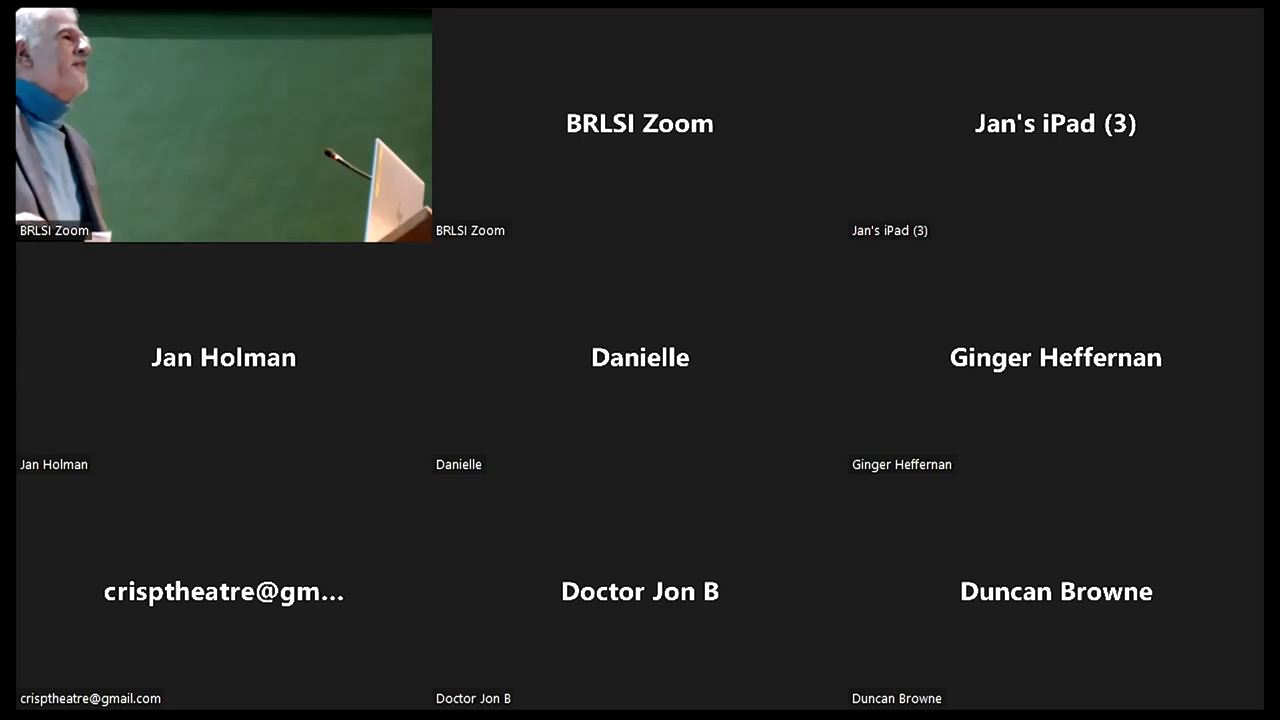 BRLSI Zoom
Jan's iPad (3)
BRLSI Zoom
BRLSI Zoom
Jan's iPad (3)
Jan Holman
Danielle
Ginger Heffernan
Jan Holman
Danielle
Ginger Heffernan
crisptheatre@gm...
Doctor Jon B
Duncan Browne
crisptheatre@gmail.com
Doctor Jon B
Duncan Browne